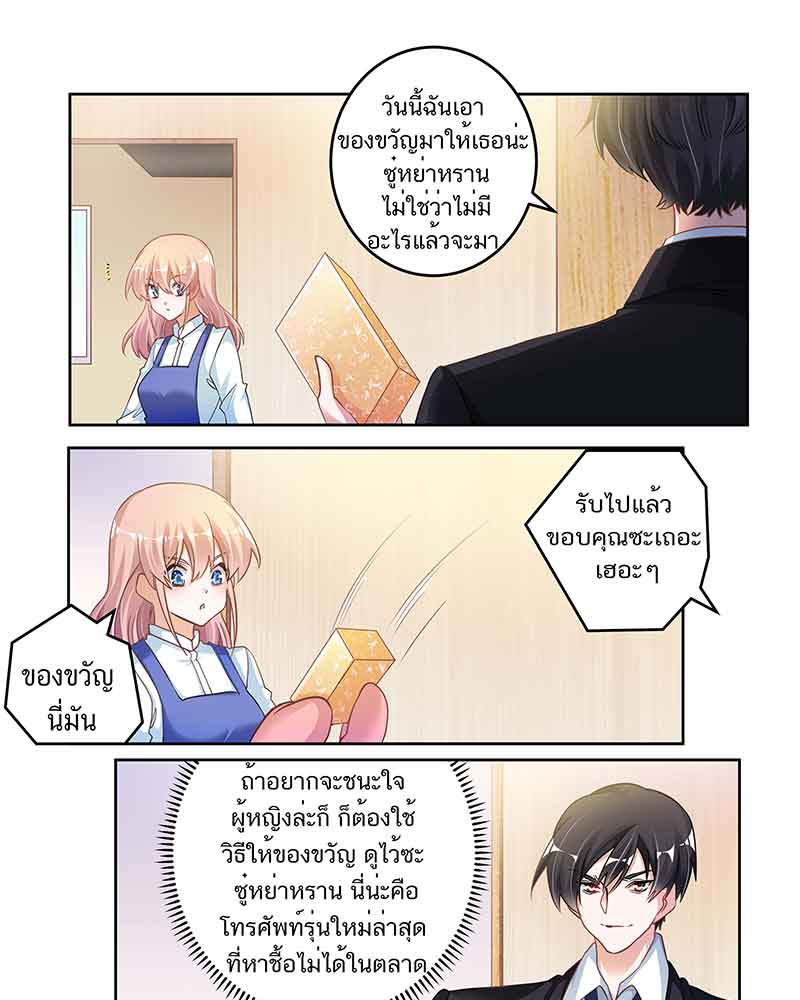 วันนี้ฉันเอา
ของขวัญมาให้เธอน่ะ
ซู๋หย่าหราน
ไม่ใช่ว่าไม่มี
อะไรแล้วจะมา
รับไปแล้ว
ขอบคุณซะเถอะ
เฮอะๆ
ของขวัญ
นี่มัน
ถ้าอยากจะชนะใจ
ผู้หญิงล่ะก็ ก็ต้องใช้
วิธีให้ของขวัญ ดูไว้ซะ
ซู๋หย่าหราน นี่น่ะคือ
โทรศัพท์รุ่นใหม่ล่าสุด
ที่หาซื้อไม่ได้ในตลาด